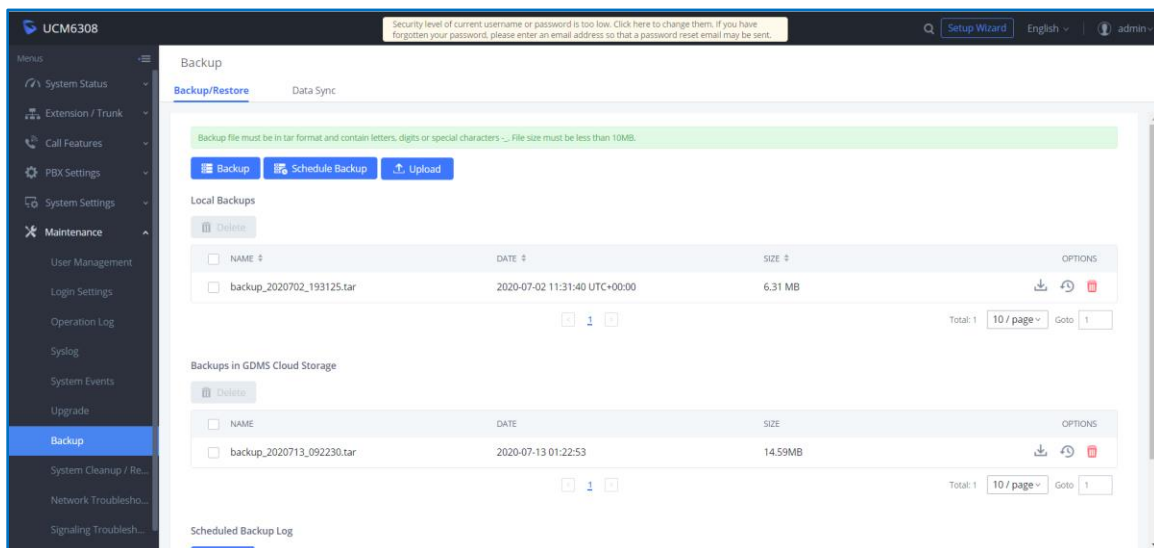 UCM6308
Security level of current username or password is too low. Click here to change them. If you have
forgotten your password, please enter an email address so that a password reset email may be sent.
Setup Wizard
English
admin
Menus
System Status
Extension / Trunk
Call Features
PBX Settings
System Settings
Maintenance
User Management
Login Settings
Operation Log
Syslog
System Events
Upgrade
Backup
System Cleanup / Re...
Network Troublesho...
Signaling Troublesh...
Backup
Backup/Restore
Data Sync
Backup file must be in tar format and contain letters, digits or special characters -_. File size must be less than 10MB.
Backup
Schedule Backup
Upload
Local Backups
Delete
NAME DATE SIZE OPTIONS
backup_2020702_193125.tar 2020-07-02 11:31:40 UTC+00:00 6.31 MB
1
Total: 1 10 / page Goto 1
Backups in GDMS Cloud Storage
Delete
NAME DATE SIZE OPTIONS
backup_2020713_092230.tar 2020-07-13 01:22:53 14.59MB
1
Total: 1 10 / page Goto 1
Scheduled Backup Log